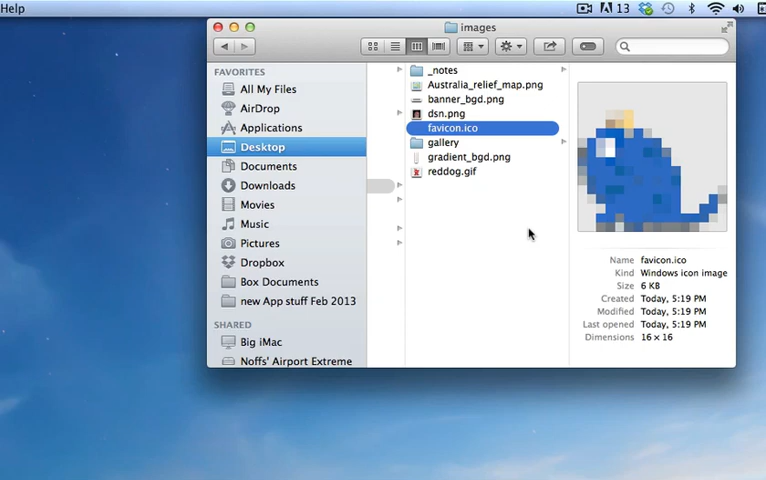 Help
13
images
FAVORITES
All My Files
AirDrop
Applications
Desktop
Documents
Downloads
Movies
Music
Pictures
Dropbox
Box Documents
new App stuff Feb 2013
SHARED
Big iMac
Noffs' Airport Extreme
_notes
Australia_relief_map.png
banner_bgd.png
dsn.png
favicon.ico
gallery
gradient_bgd.png
reddog.gif
Name favicon.ico
Kind Windows icon image
Size 6 KB
Created Today, 5:19 PM
Modified Today, 5:19 PM
Last opened Today, 5:19 PM
Dimensions 16 × 16